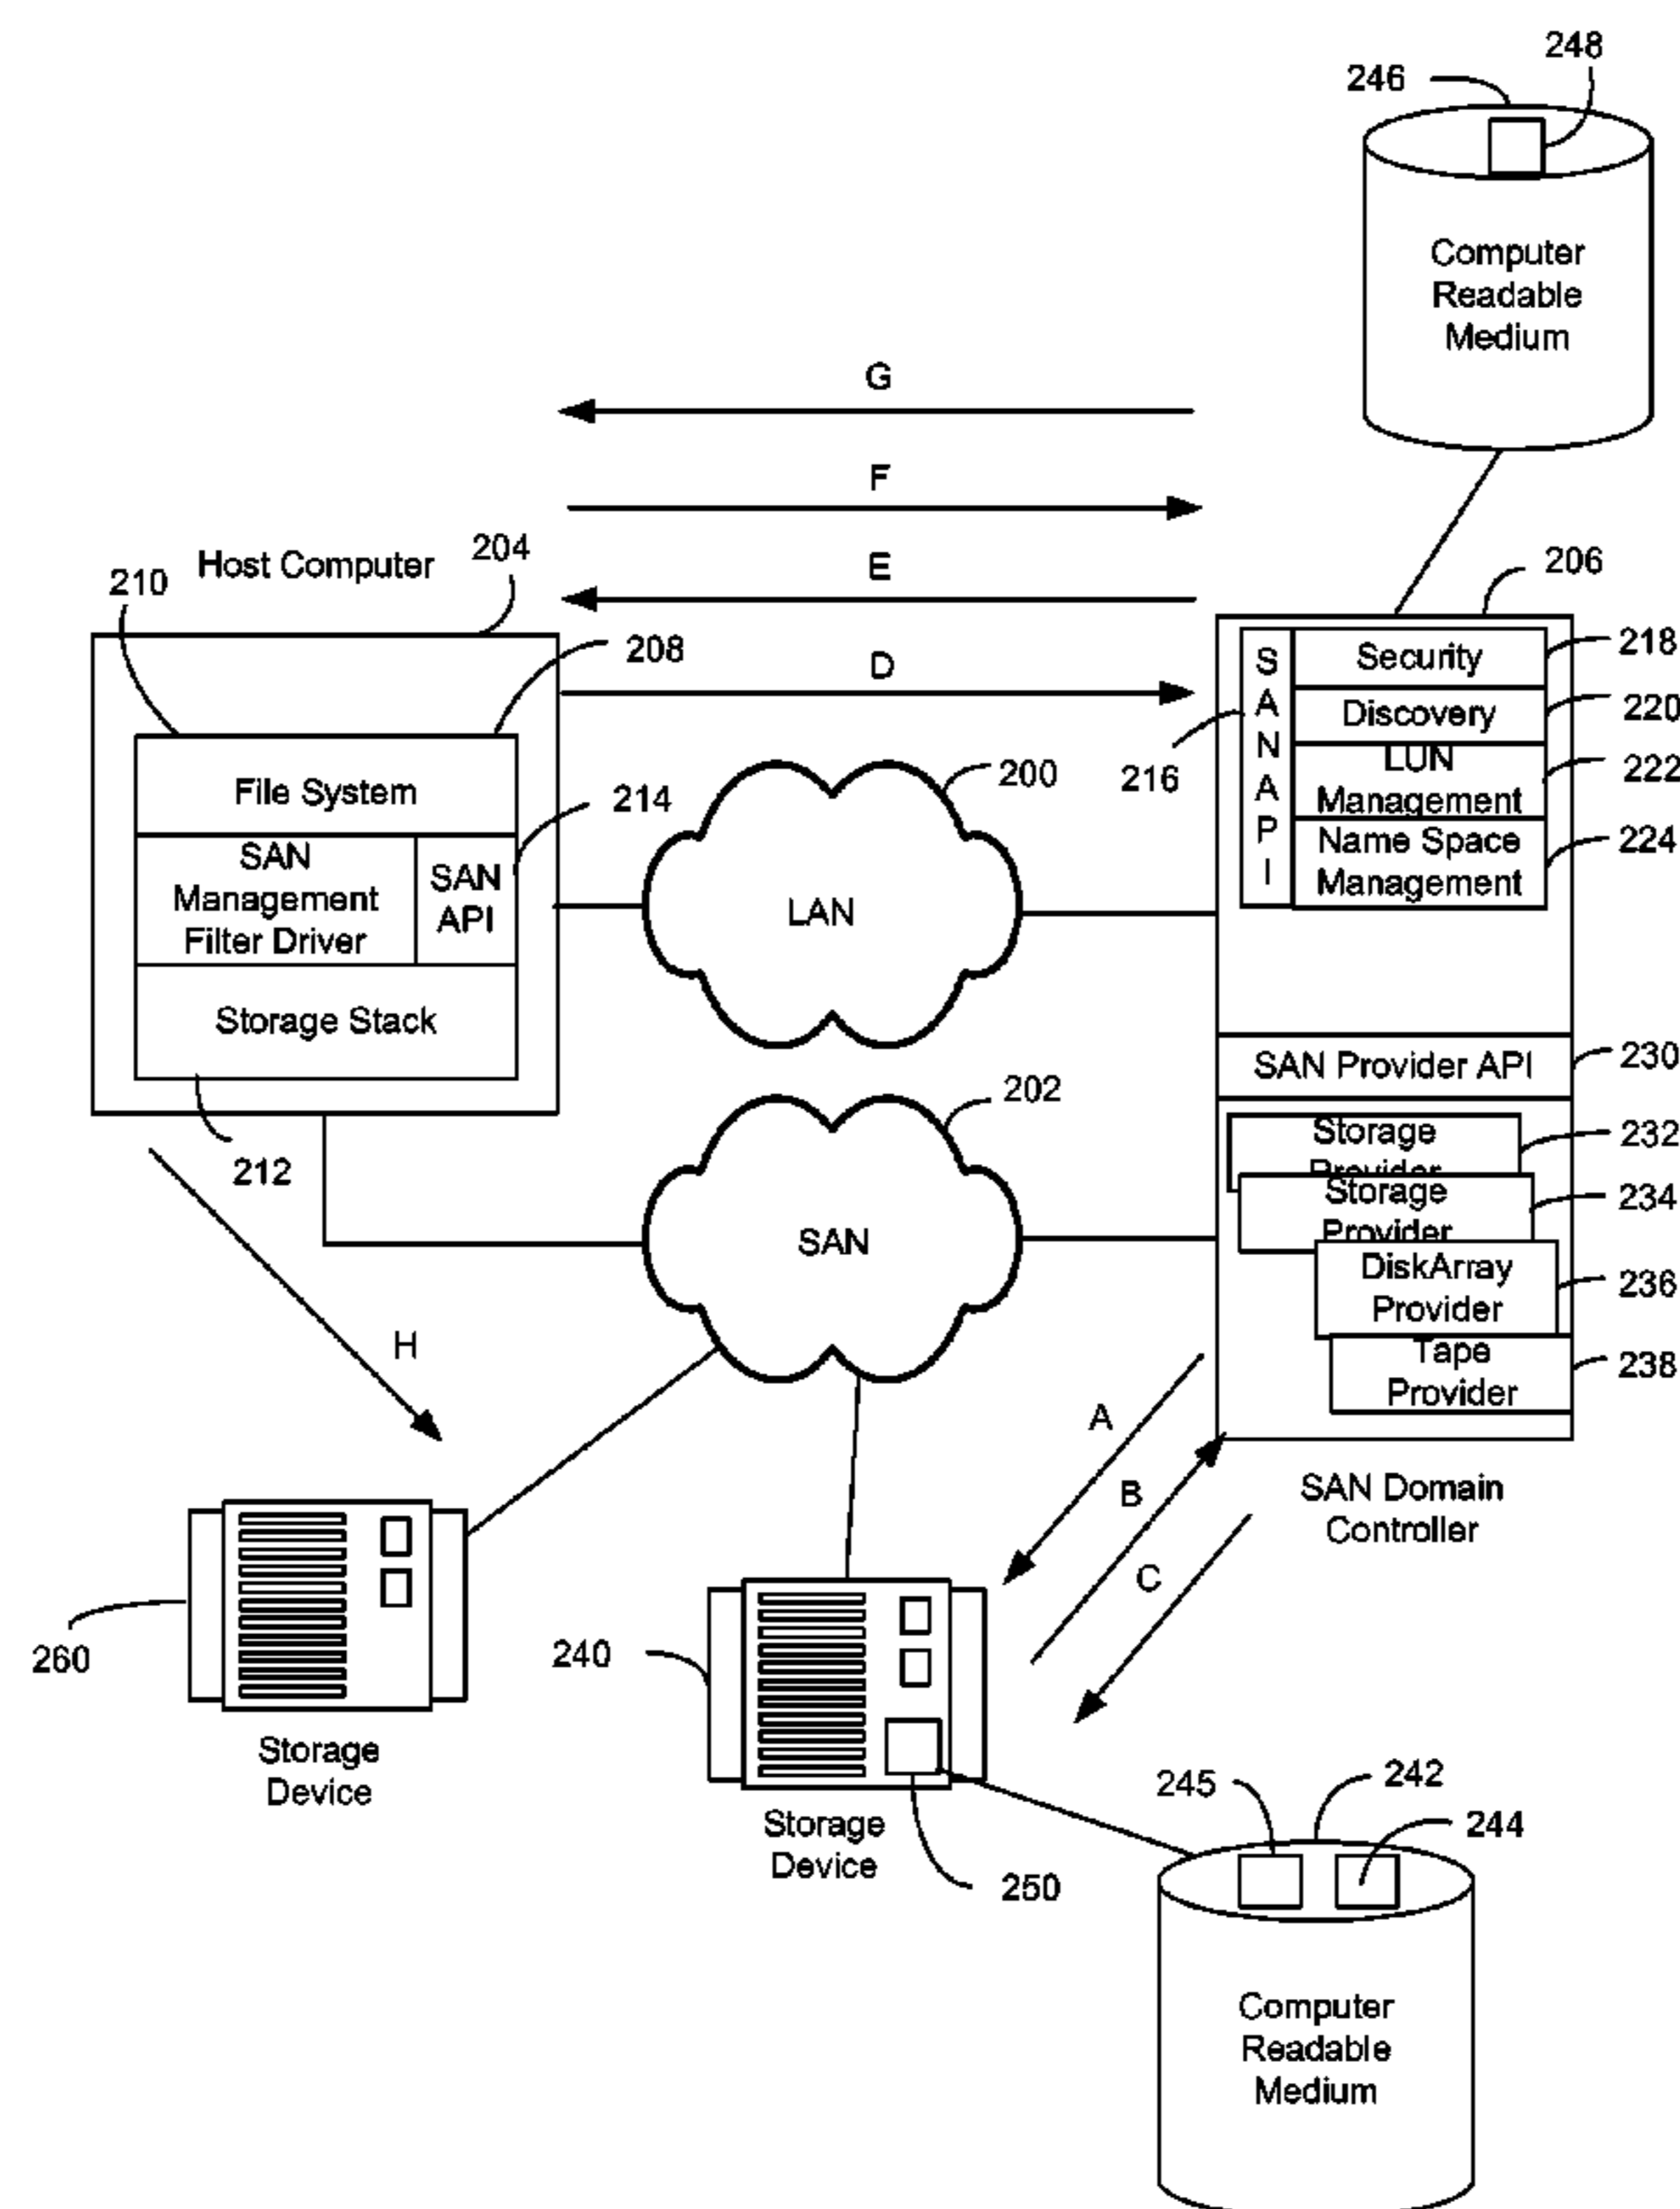 248
246
Computer
Readable
Medium
G
F
E
D
Host Computer
204
210
208
File System
SAN
Management
Filter Driver
SAN
API
214
Storage Stack
212
LAN
200
SAN
202
206
S
A
N
A
P
I
216
Security
218
Discovery
220
LUN
Management
222
Name Space
Management
224
SAN Provider API
230
Storage
Provider
232
Storage
Provider
234
DiskArray
Provider
236
Tape
Provider
238
SAN Domain
Controller
H
A
B
C
260
Storage
Device
240
Storage
Device
250
245
242
244
Computer
Readable
Medium